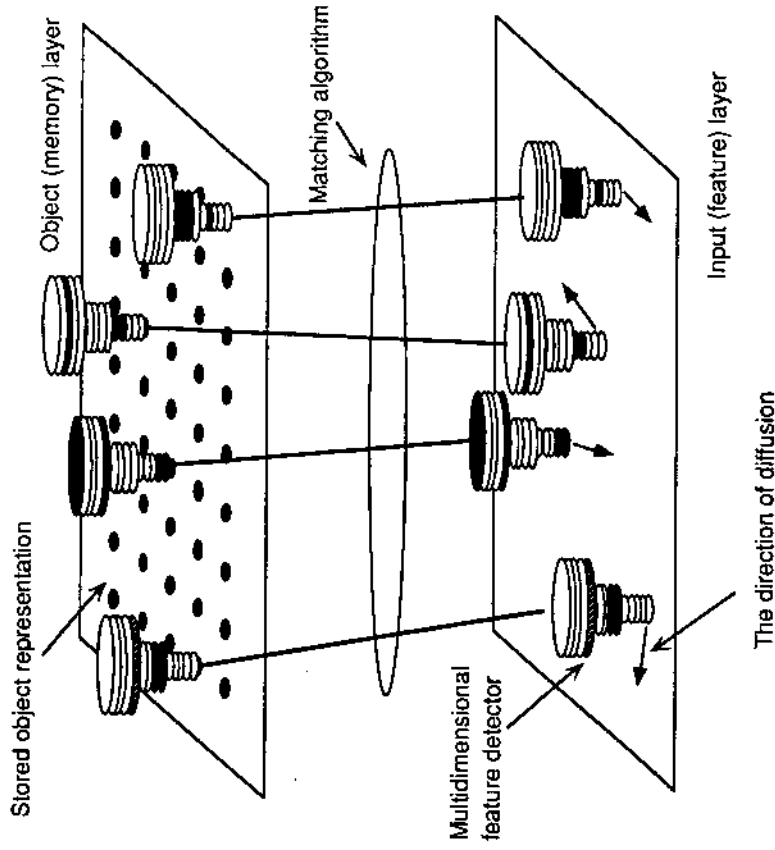 Stored object representation
Object (memory) layer
Matching algorithm
Multidimensional
feature detector
Input (feature) layer
The direction of diffusion